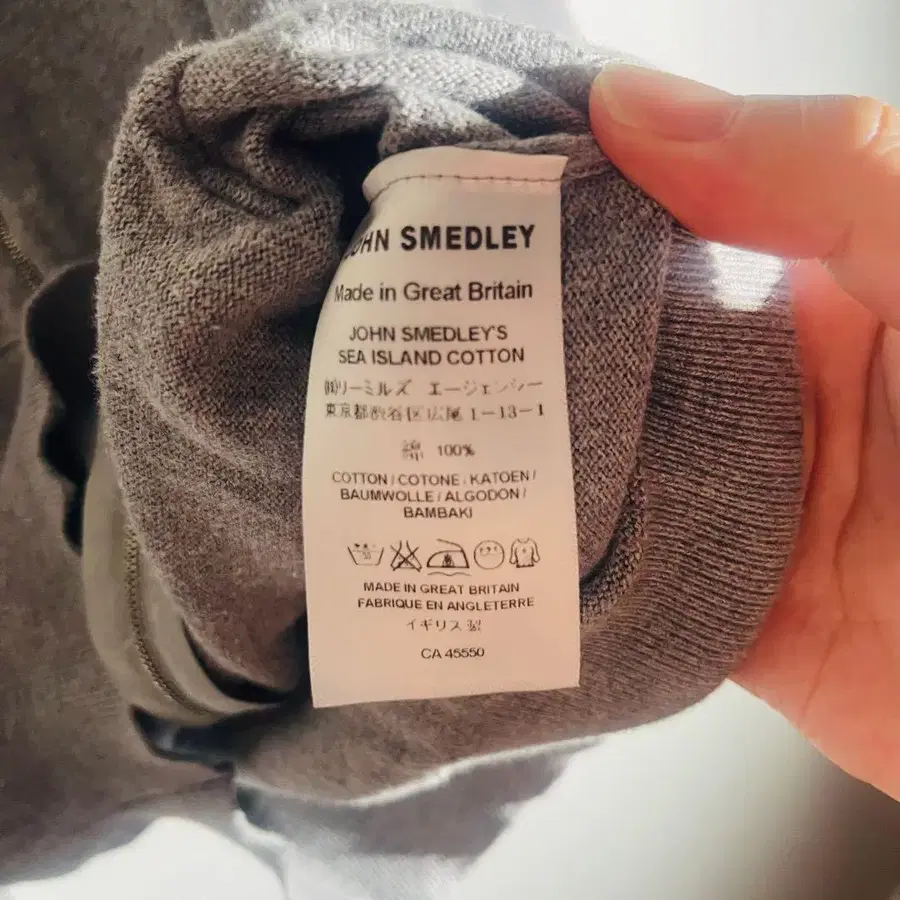 JOHN SMEDLEY
Made in Great Britain
JOHN SMEDLEY'S
SEA ISLAND COTTON
㈱リーミルズ エージェンシー
東京都渋谷区広尾 1-13-1
綿 100%
COTTON / COTONE / KATOEN /
BAUMWOLLE / ALGODON /
BAMBAKI
MADE IN GREAT BRITAIN
FABRIQUE EN ANGLETERRE
イギリス 製
CA 45550